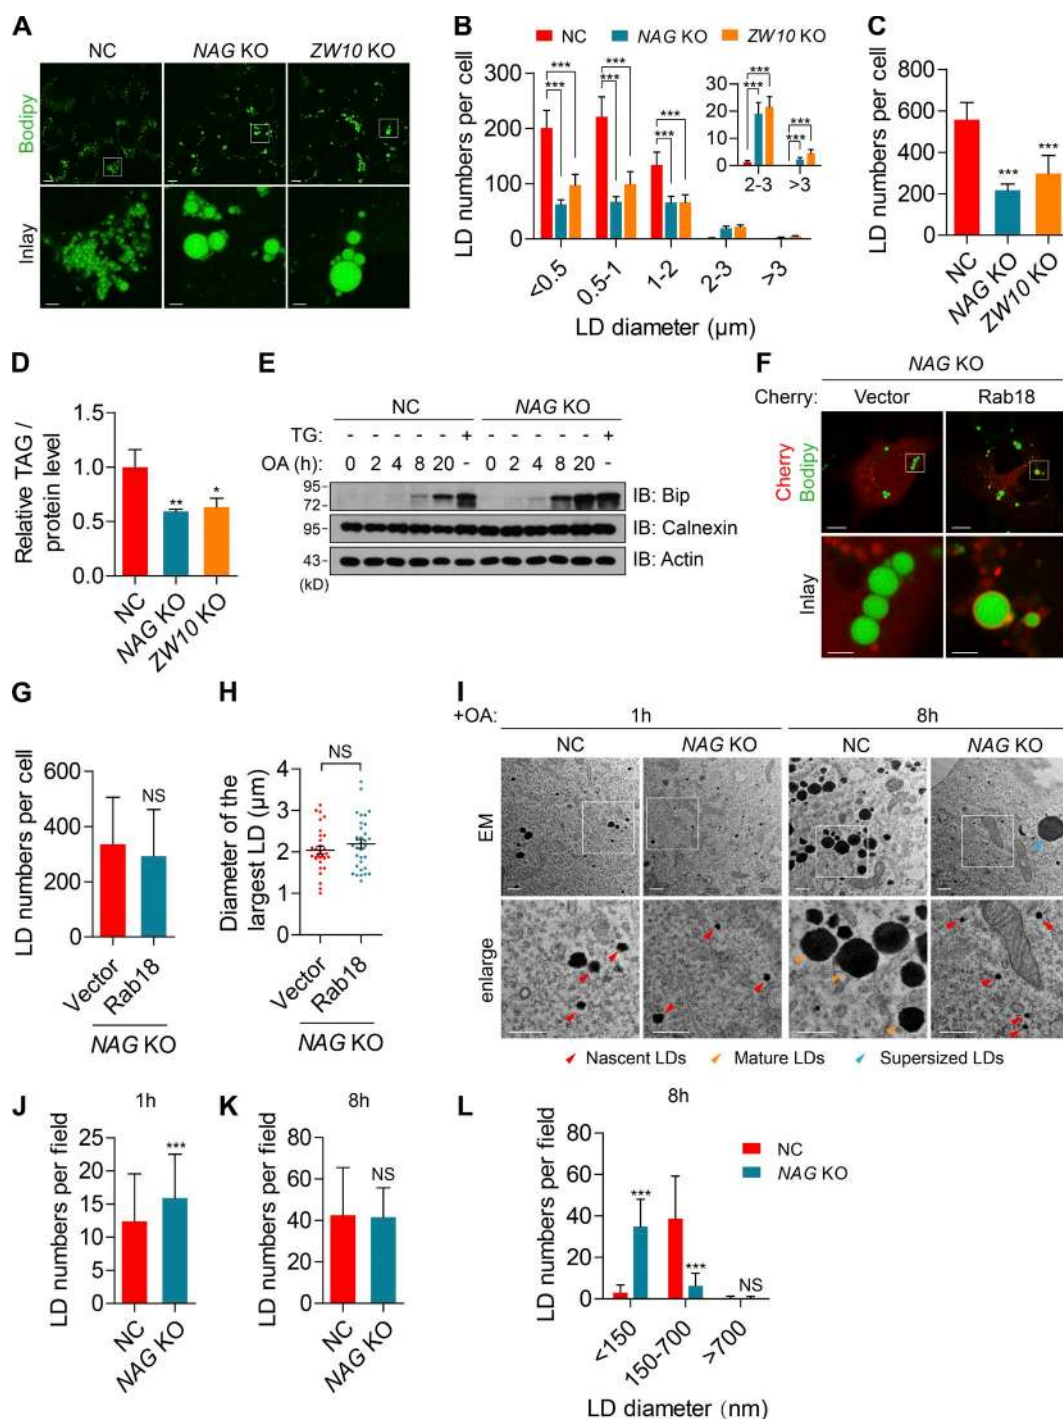 A
NC
NAG KO
ZW10 KO
Bodipy
Inlay
B
NC
NAG KO
ZW10 KO
LD numbers per cell
300
200
100
0
***
***
***
***
***
***
30
20
10
0
***
***
***
***
2-3
>3
<0.5
0.5-1
1-2
2-3
>3
LD diameter (µm)
C
LD numbers per cell
800
600
400
200
0
***
***
NC
NAG KO
ZW10 KO
D
Relative TAG /
protein level
1.5
1.0
0.5
0.0
**
*
NC
NAG KO
ZW10 KO
E
NC
NAG KO
TG: - - - - - + - - - - - +
OA (h): 0 2 4 8 20 - 0 2 4 8 20 -
95
72
IB: Bip
95
IB: Calnexin
43
IB: Actin
(kD)
F
NAG KO
Cherry: Vector Rab18
Cherry
Bodipy
Inlay
G
LD numbers per cell
600
400
200
0
NS
Vector
Rab18
NAG KO
H
Diameter of the
largest LD (µm)
4
3
2
1
0
NS
Vector
Rab18
NAG KO
I
+OA: 1h 8h
NC
NAG KO
NC
NAG KO
EM
enlarge
Nascent LDs
Mature LDs
Supersized LDs
J
1h
LD numbers per field
25
20
15
10
5
0
***
NC
NAG KO
K
8h
LD numbers per field
80
60
40
20
0
NS
NC
NAG KO
L
8h
LD numbers per field
80
60
40
20
0
NC
NAG KO
***
***
NS
<150
150-700
>700
LD diameter (nm)